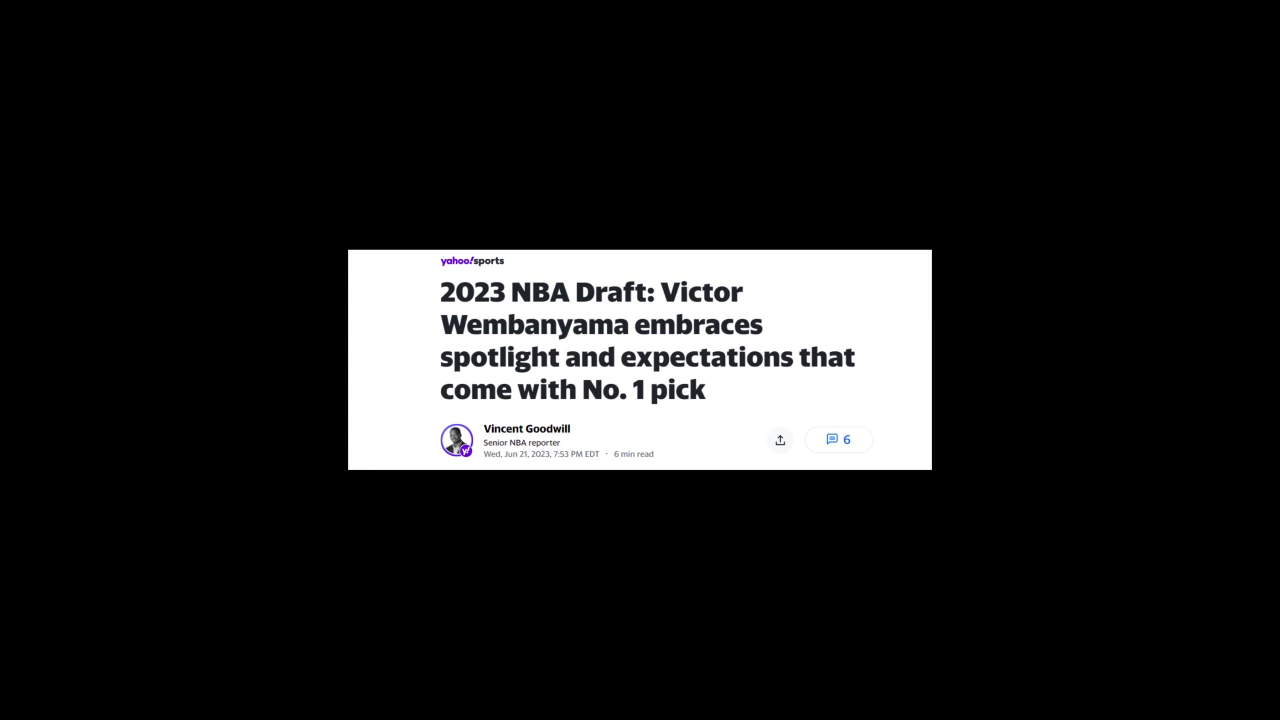 yahoo!sports
2023 NBA Draft: Victor
Wembanyama embraces
spotlight and expectations that
come with No. 1 pick
Vincent Goodwill
Senior NBA reporter
Wed, Jun 21, 2023, 7:53 PM EDT · 6 min read
6